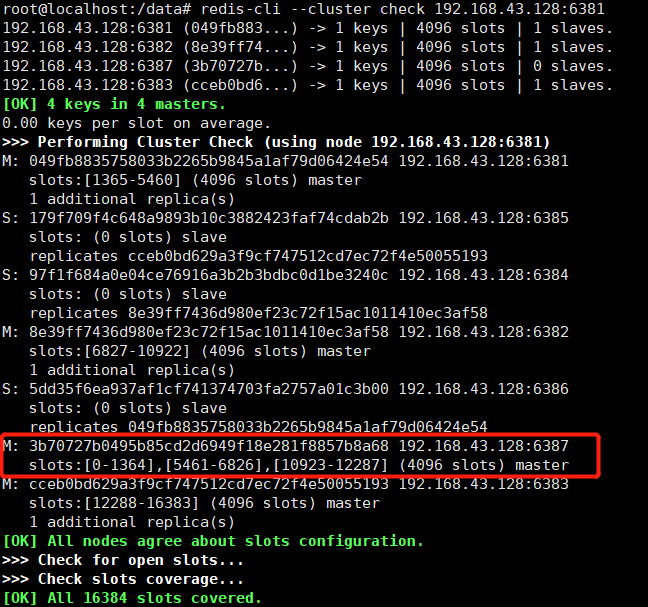 root@localhost:/data# redis-cli --cluster check 192.168.43.128:6381
192.168.43.128:6381 (049fb883...) -> 1 keys | 4096 slots | 1 slaves.
192.168.43.128:6382 (8e39ff74...) -> 1 keys | 4096 slots | 1 slaves.
192.168.43.128:6387 (3b70727b...) -> 1 keys | 4096 slots | 0 slaves.
192.168.43.128:6383 (cceb0bd6...) -> 1 keys | 4096 slots | 1 slaves.
[OK] 4 keys in 4 masters.
0.00 keys per slot on average.
>>> Performing Cluster Check (using node 192.168.43.128:6381)
M: 049fb8835758033b2265b9845a1af79d06424e54 192.168.43.128:6381
   slots:[1365-5460] (4096 slots) master
   1 additional replica(s)
S: 179f709f4c648a9893b10c3882423faf74cdab2b 192.168.43.128:6385
   slots: (0 slots) slave
   replicates cceb0bd629a3f9cf747512cd7ec72f4e50055193
S: 97f1f684a0e04ce76916a3b2b3bdbc0d1be3240c 192.168.43.128:6384
   slots: (0 slots) slave
   replicates 8e39ff7436d980ef23c72f15ac1011410ec3af58
M: 8e39ff7436d980ef23c72f15ac1011410ec3af58 192.168.43.128:6382
   slots:[6827-10922] (4096 slots) master
   1 additional replica(s)
S: 5dd35f6ea937af1cf741374703fa2757a01c3b00 192.168.43.128:6386
   slots: (0 slots) slave
   replicates 049fb8835758033b2265b9845a1af79d06424e54
M: 3b70727b0495b85cd2d6949f18e281f8857b8a68 192.168.43.128:6387
   slots:[0-1364],[5461-6826],[10923-12287] (4096 slots) master
M: cceb0bd629a3f9cf747512cd7ec72f4e50055193 192.168.43.128:6383
   slots:[12288-16383] (4096 slots) master
   1 additional replica(s)
[OK] All nodes agree about slots configuration.
>>> Check for open slots...
>>> Check slots coverage...
[OK] All 16384 slots covered.